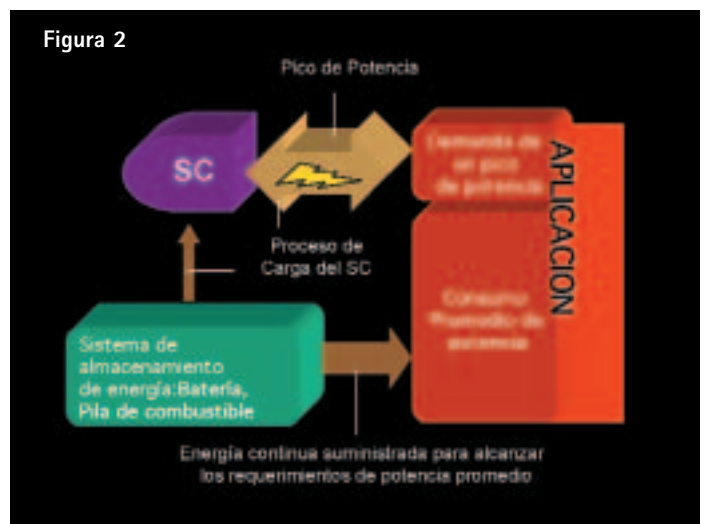 Figura 2
Pico de Potencia
SC
Demanda de
un pico
de potencia
APLICACION
Proceso de
Carga del SC
Consumo
Promedio de
potencia
Sistema de
almacenamiento
de energía:Batería,
Pila de combustible
Energía continua suministrada para alcanzar
los requerimientos de potencia promedio